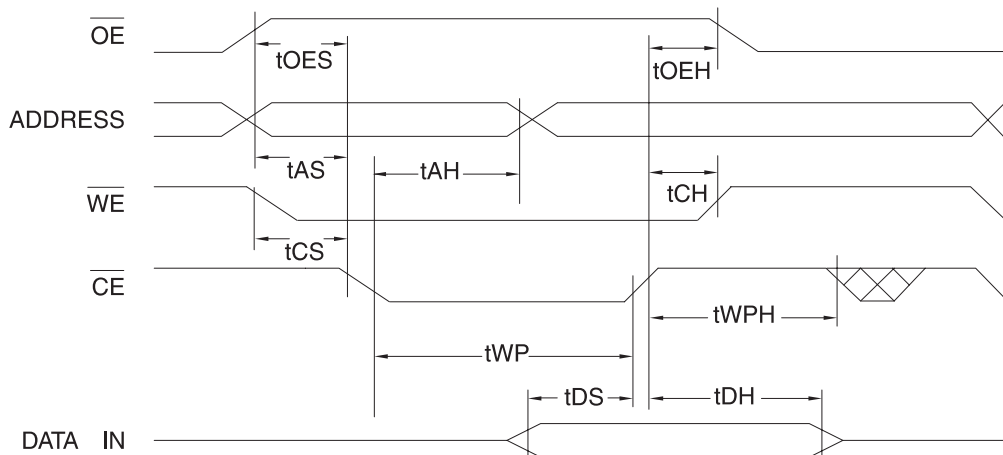 OE
tOES
tOEH
ADDRESS
tAS
tAH
tCH
WE
tCS
CE
tWPH
tWP
tDS
tDH
DATA IN